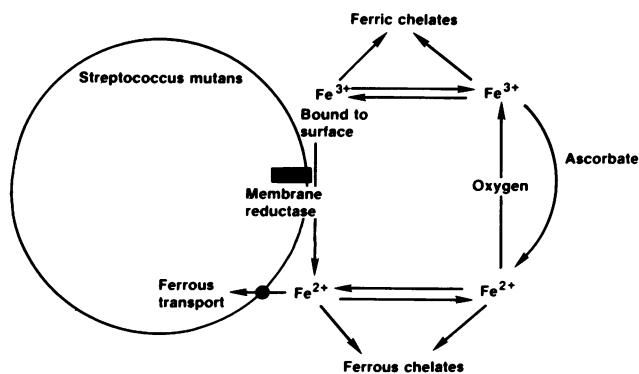 Ferric chelates
Streptococcus mutans
Fe3+
Fe3+
Bound to
surface
Ascorbate
Oxygen
Membrane
reductase
Ferrous
transport
Fe2+
Fe2+
Ferrous chelates